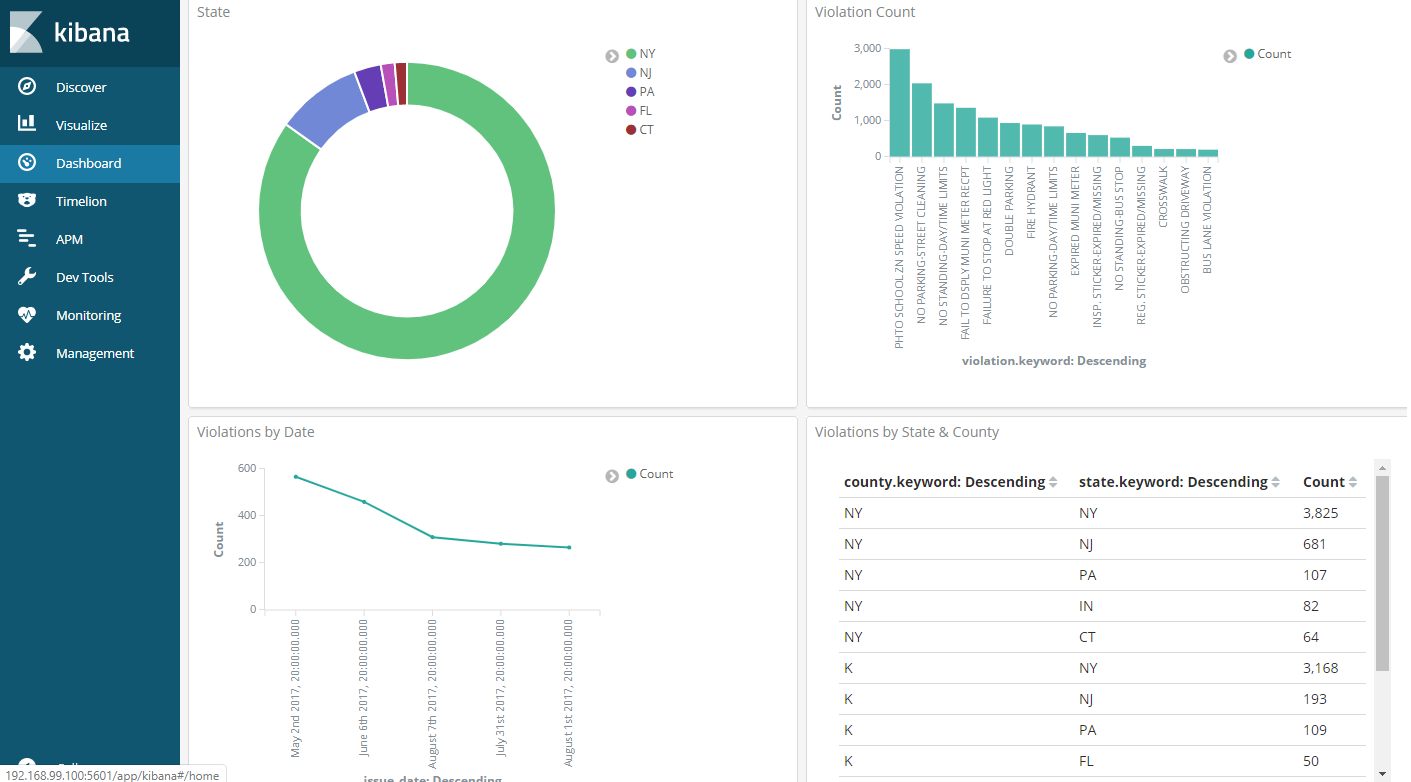 kibana
Discover
Visualize
Dashboard
Timelion
APM
Dev Tools
Monitoring
Management
192.168.99.100:5601/app/kibana#/home
State
NY
NJ
PA
FL
CT
Violation Count
3,000
2,000
1,000
0
Count
Count
PHTO SCHOOL ZN SPEED VIOLATION
NO PARKING-STREET CLEANING
NO STANDING-DAY/TIME LIMITS
FAIL TO DSPLY MUNI METER RECPT
FAILURE TO STOP AT RED LIGHT
DOUBLE PARKING
FIRE HYDRANT
NO PARKING-DAY/TIME LIMITS
EXPIRED MUNI METER
INSP. STICKER-EXPIRED/MISSING
NO STANDING-BUS STOP
REG. STICKER-EXPIRED/MISSING
CROSSWALK
OBSTRUCTING DRIVEWAY
BUS LANE VIOLATION
violation.keyword: Descending
Violations by Date
600
400
200
0
Count
Count
May 2nd 2017, 20:00:00.000
June 6th 2017, 20:00:00.000
August 7th 2017, 20:00:00.000
July 31st 2017, 20:00:00.000
August 1st 2017, 20:00:00.000
issue_date: Descending
Violations by State & County
county.keyword: Descending state.keyword: Descending Count
NY NY 3,825
NY NJ 681
NY PA 107
NY IN 82
NY CT 64
K NY 3,168
K NJ 193
K PA 109
K FL 50